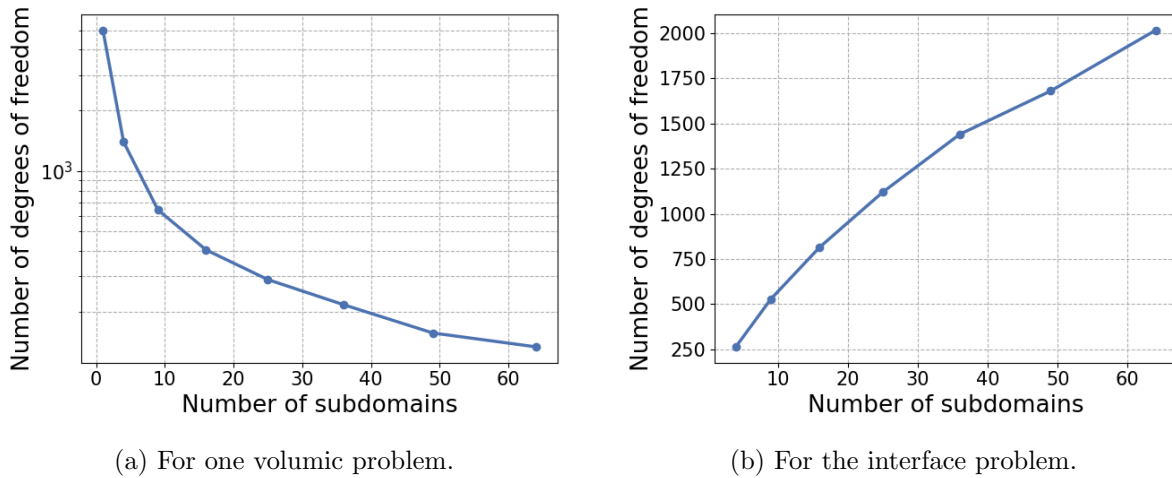 Number of degrees of freedom
10³
0 10 20 30 40 50 60
Number of subdomains
(a) For one volumic problem.
Number of degrees of freedom
2000
1750
1500
1250
1000
750
500
250
10 20 30 40 50 60
Number of subdomains
(b) For the interface problem.